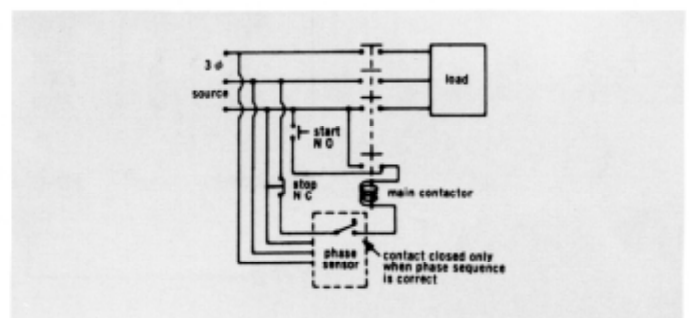 3 ϕ
source
load
start
N O
stop
N C
main contactor
phase
sensor
contact closed only
when phase sequence
is correct